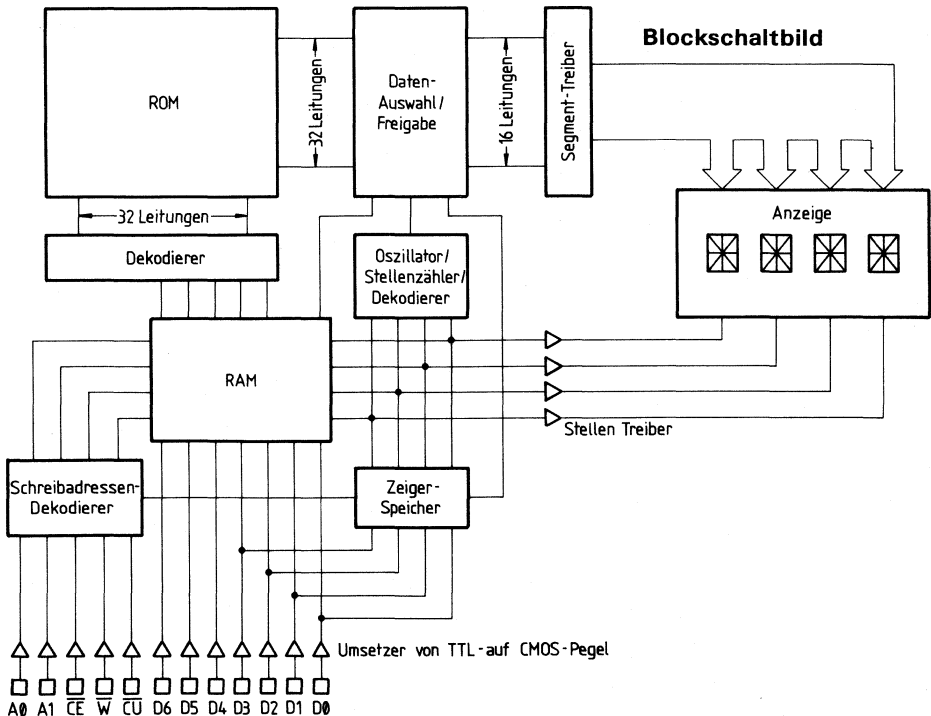 Blockschaltbild
ROM
32 Leitungen
Daten-
Auswahl/
Freigabe
16 Leitungen
Segment-Treiber
Anzeige
32 Leitungen
Dekodierer
Oszillator/
Stellenzähler/
Dekodierer
RAM
Stellen Treiber
Schreibadressen-
Dekodierer
Zeiger-
Speicher
Umsetzer von TTL-auf CMOS-Pegel
A0 A1 C̅E̅ W̅ C̅U̅ D6 D5 D4 D3 D2 D1 D0